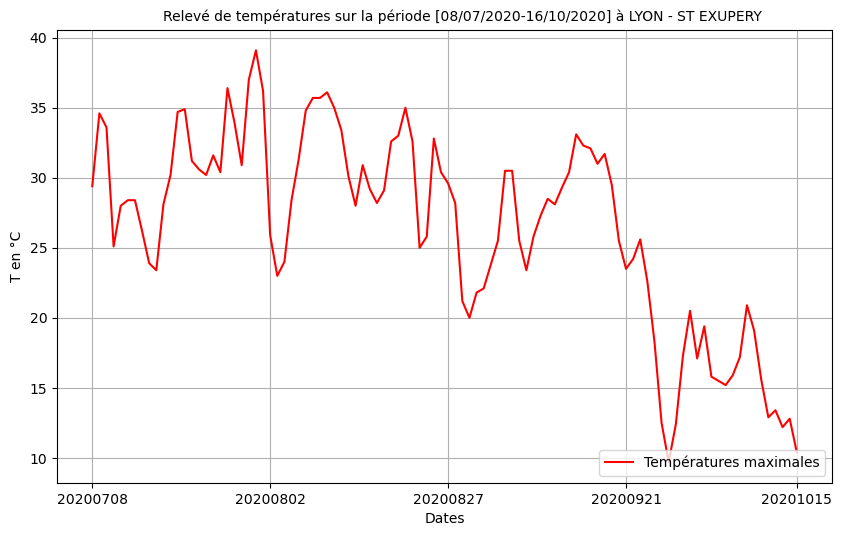 Relevé de températures sur la période [08/07/2020-16/10/2020] à LYON - ST EXUPERY
40
35
30
25
20
15
10
T en °C
Températures maximales
20200708 20200802 20200827 20200921 20201015
Dates